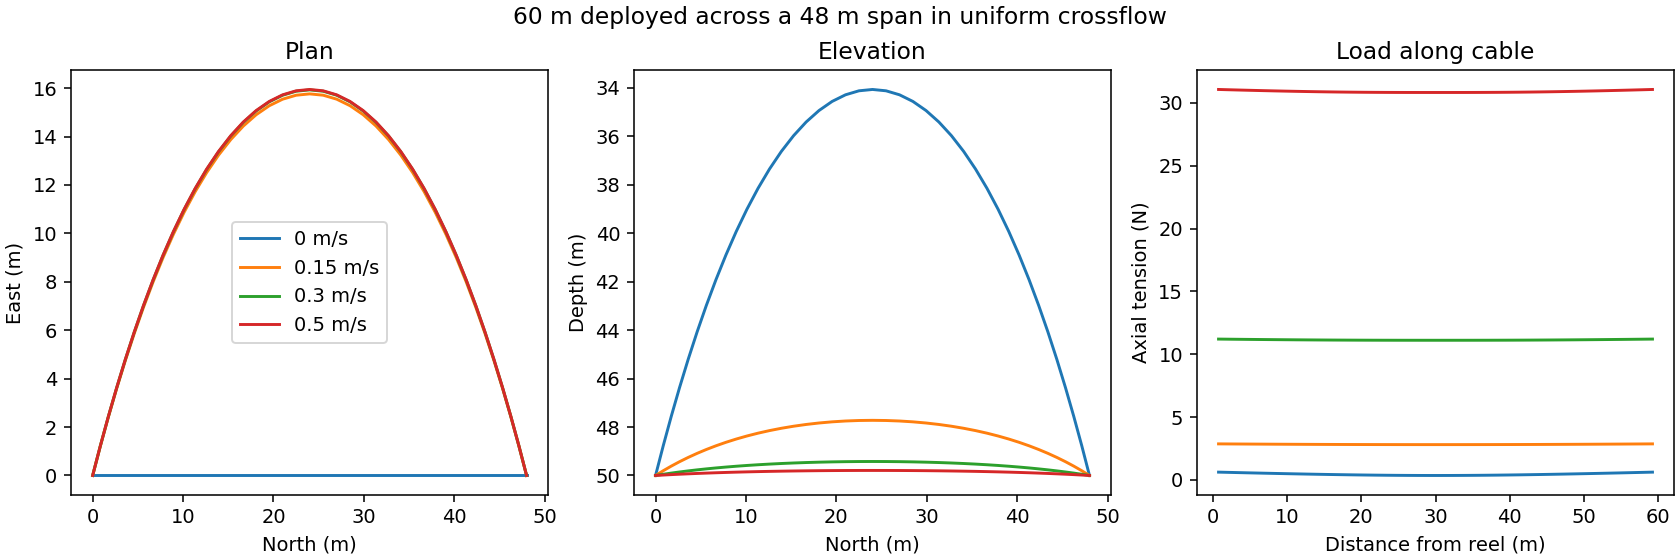 60 m deployed across a 48 m span in uniform crossflow
Plan
East (m)
16
14
12
10
8
6
4
2
0
0 m/s
0.15 m/s
0.3 m/s
0.5 m/s
0 10 20 30 40 50
North (m)
Elevation
Depth (m)
34
36
38
40
42
44
46
48
50
0 10 20 30 40 50
North (m)
Load along cable
Axial tension (N)
30
25
20
15
10
5
0
0 10 20 30 40 50 60
Distance from reel (m)